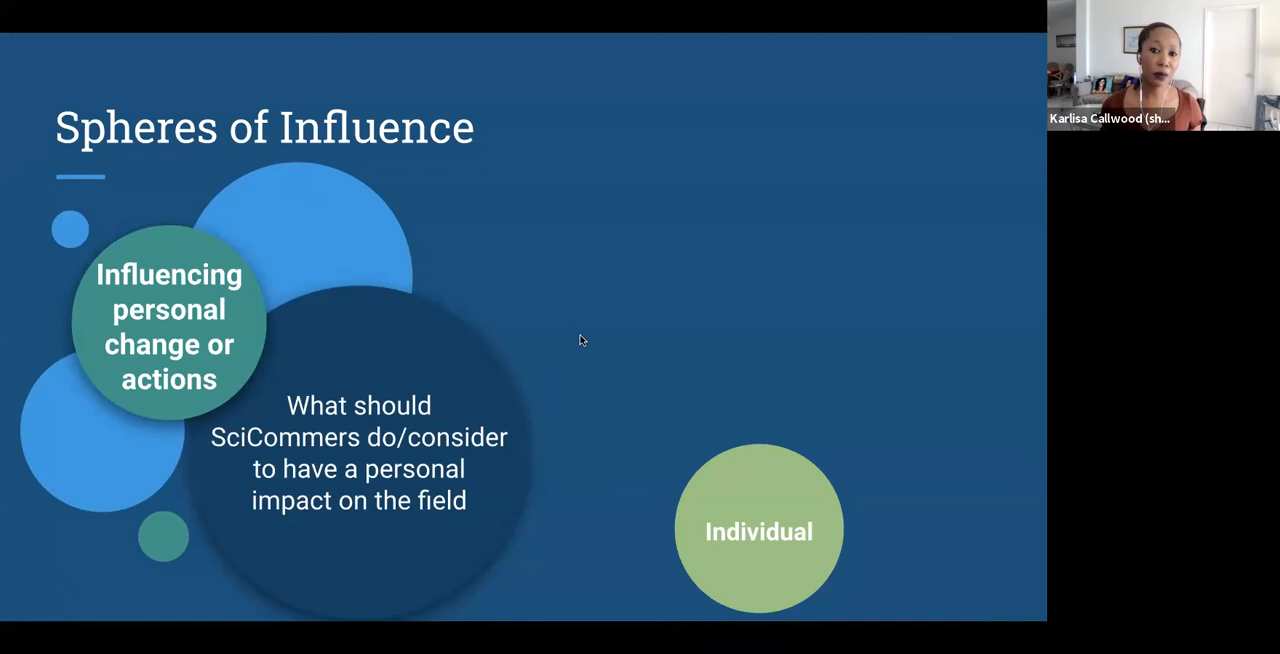 Spheres of Influence
Influencing
personal
change or
actions
What should
SciCommers do/consider
to have a personal
impact on the field
Individual
Karlisa Callwood (sh...